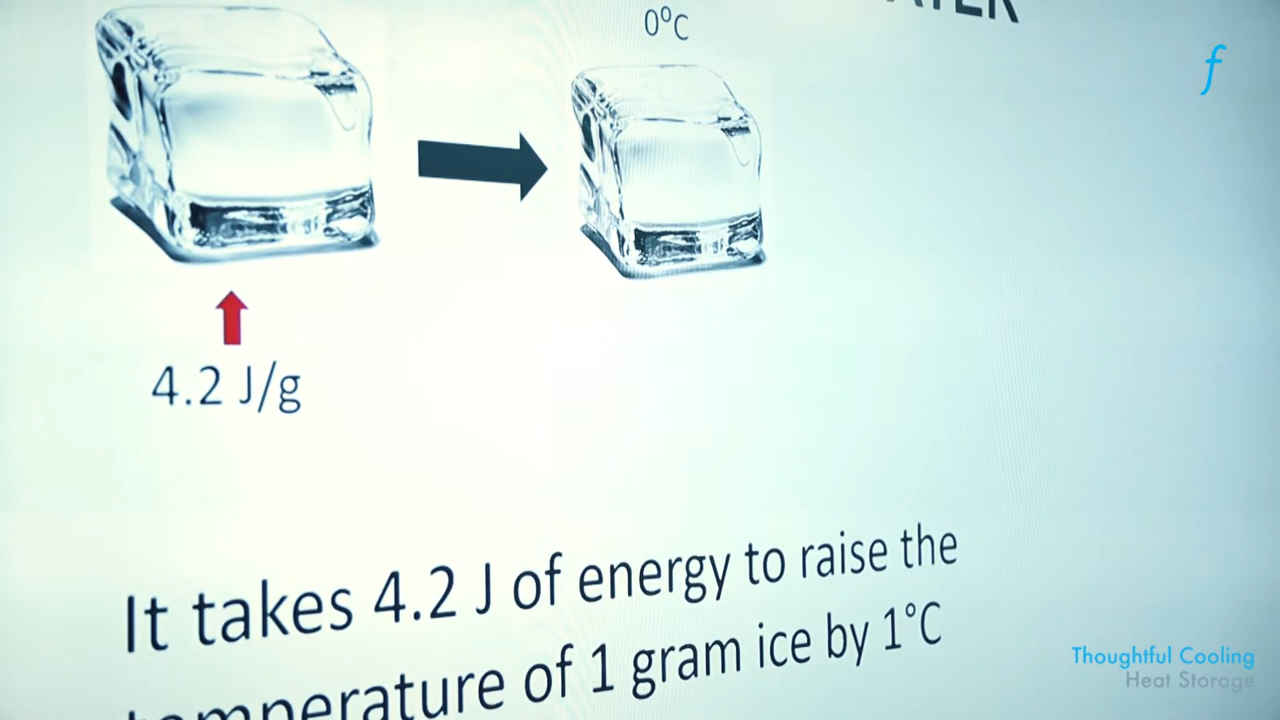 0°C
f
4.2 J/g
It takes 4.2 J of energy to raise the
temperature of 1 gram ice by 1°C
Thoughtful Cooling
Heat Storage